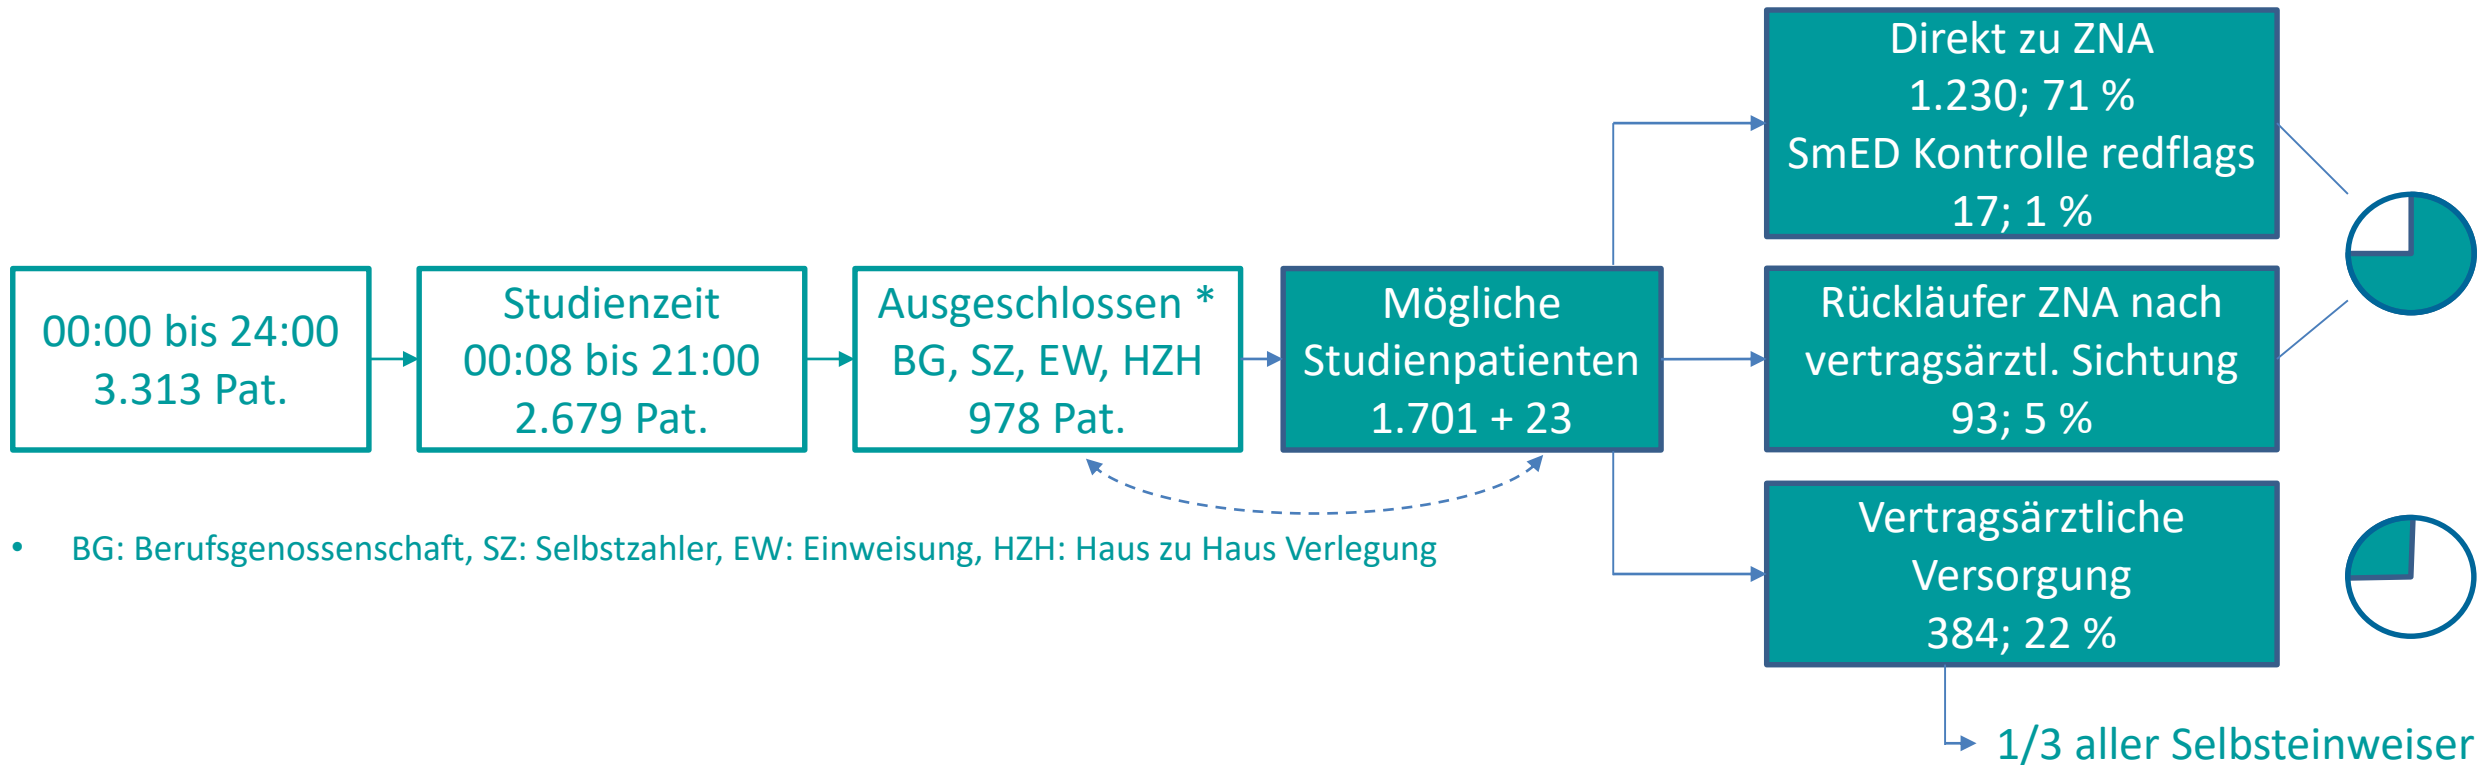 00:00 bis 24:00
3.313 Pat.
Studienzeit
00:08 bis 21:00
2.679 Pat.
Ausgeschlossen *
BG, SZ, EW, HZH
978 Pat.
Mögliche
Studienpatienten
1.701 + 23
Direkt zu ZNA
1.230; 71 %
SmED Kontrolle redflags
17; 1 %
Rückläufer ZNA nach
vertragsärztl. Sichtung
93; 5 %
Vertragsärztliche
Versorgung
384; 22 %
1/3 aller Selbsteinweiser
• BG: Berufsgenossenschaft, SZ: Selbstzahler, EW: Einweisung, HZH: Haus zu Haus Verlegung